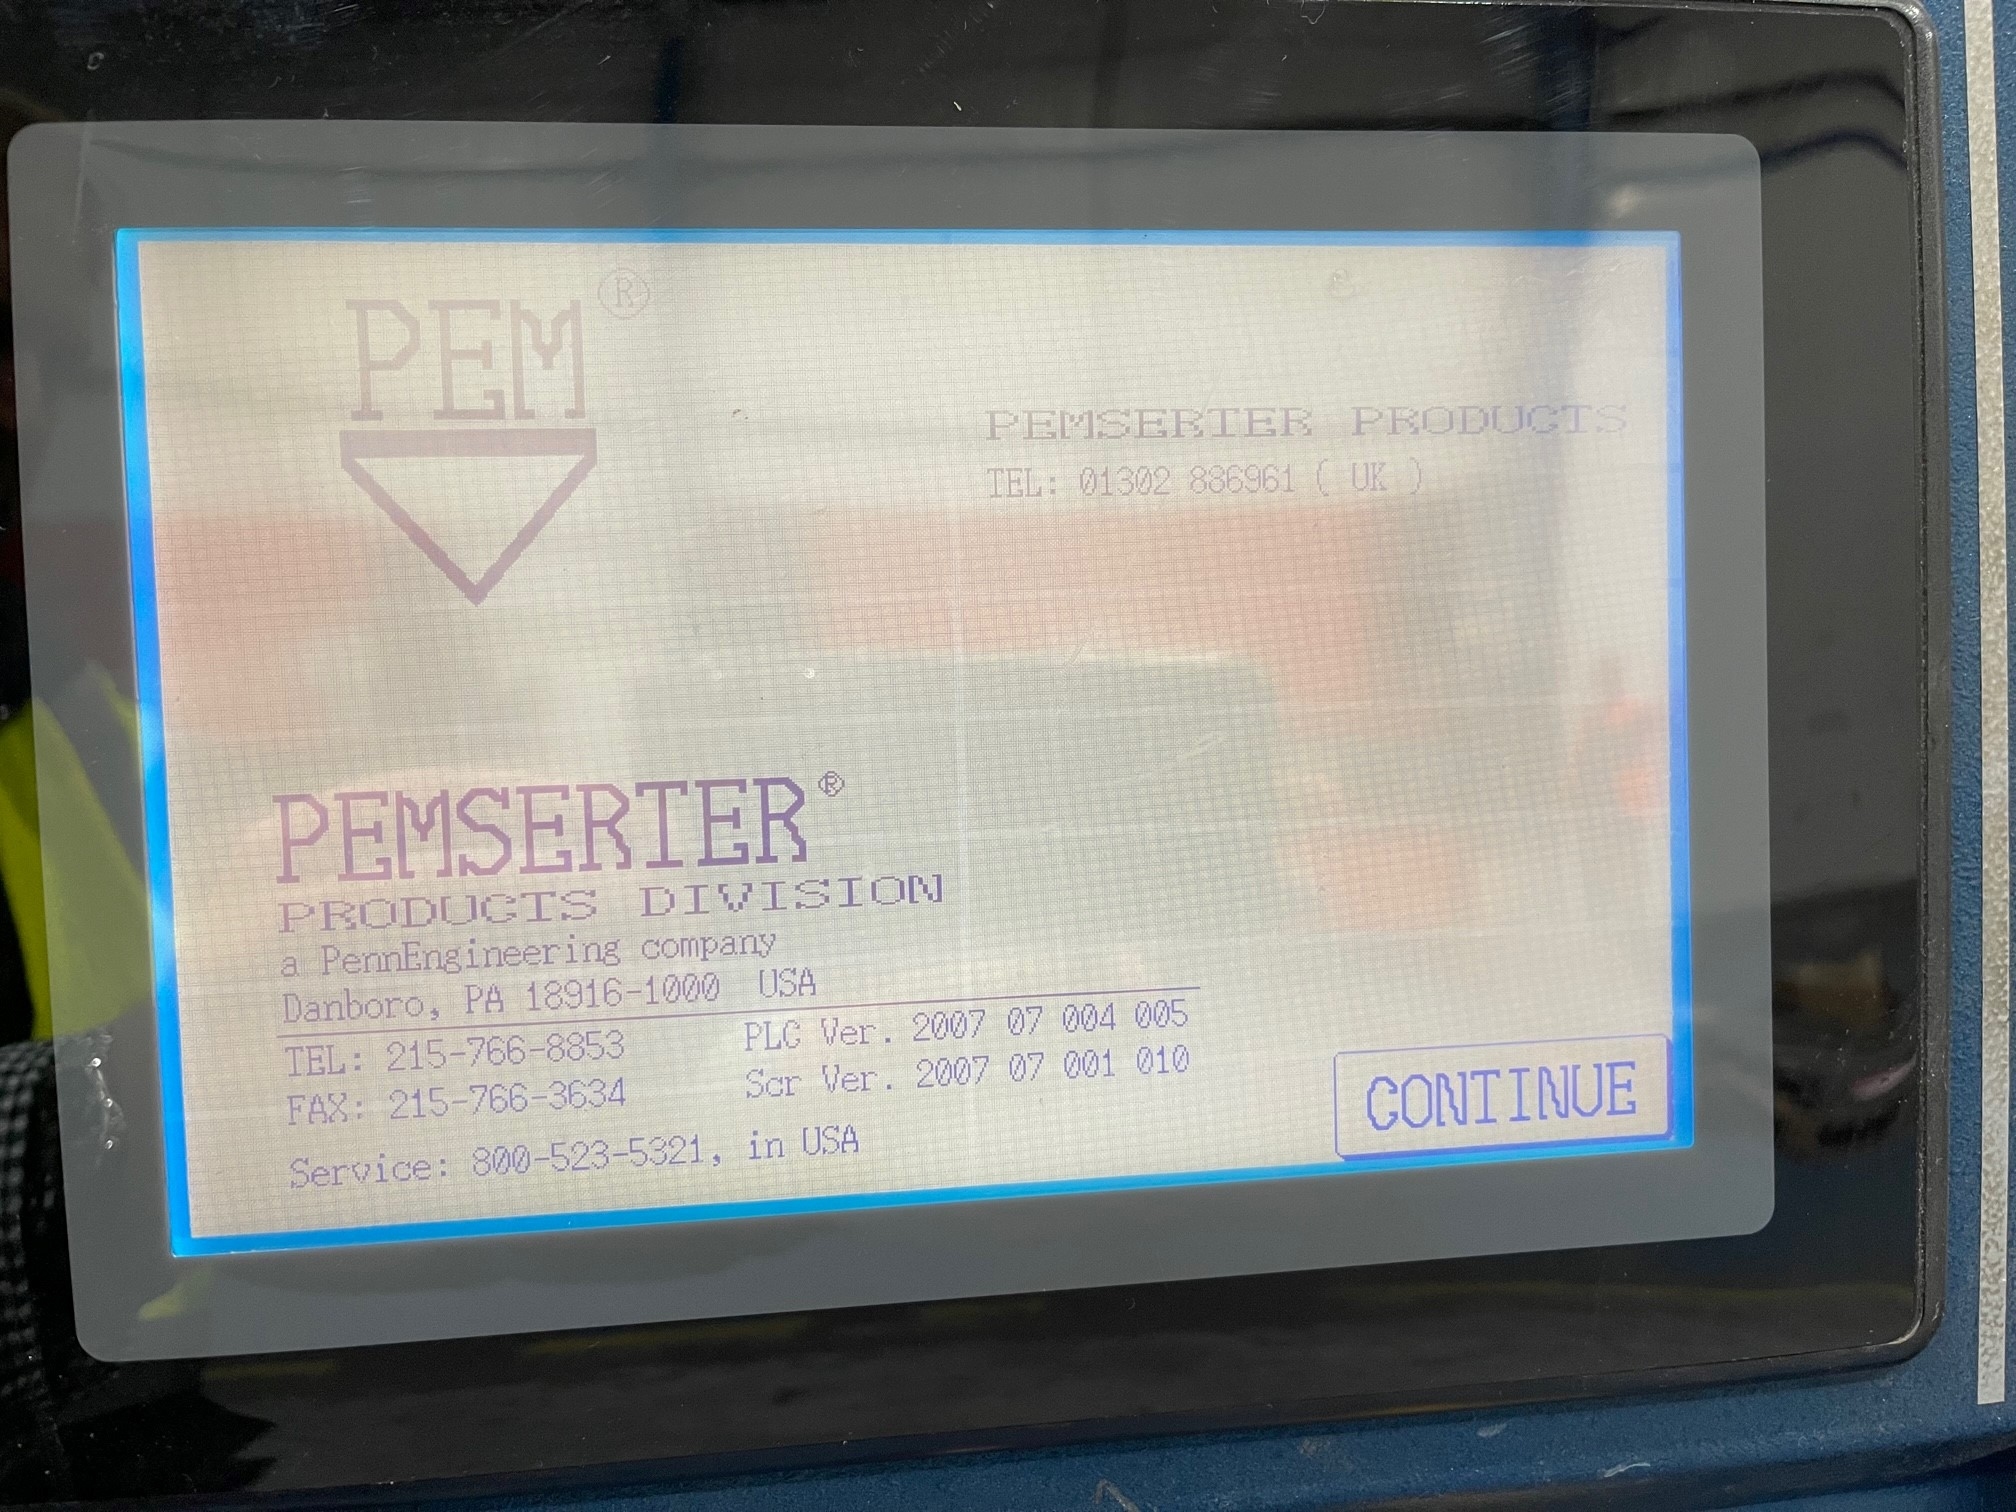 PEM®
PEMSERTER PRODUCTS
TEL: 01302 886961 ( UK )
PEMSERTER®
PRODUCTS DIVISION
a PennEngineering company
Danboro, PA 18916-1000 USA
TEL: 215-766-8853
FAX: 215-766-3634
PLC Ver. 2007 07 004 005
Scr Ver. 2007 07 001 010
Service: 800-523-5321, in USA
CONTINUE